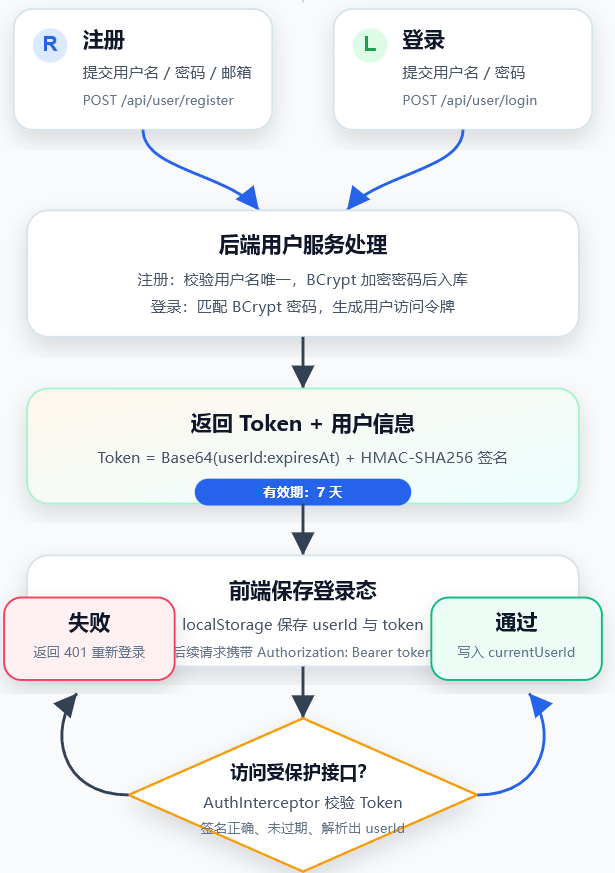 R
注册
提交用户名 / 密码 / 邮箱
POST /api/user/register
L
登录
提交用户名 / 密码
POST /api/user/login
后端用户服务处理
注册：校验用户名唯一，BCrypt 加密密码后入库
登录：匹配 BCrypt 密码，生成用户访问令牌
返回 Token + 用户信息
Token = Base64(userId:expiresAt) + HMAC-SHA256 签名
有效期：7 天
前端保存登录态
localStorage 保存 userId 与 token
后续请求携带 Authorization: Bearer token
失败
返回 401 重新登录
通过
写入 currentUserId
访问受保护接口？
AuthInterceptor 校验 Token
签名正确、未过期、解析出 userId